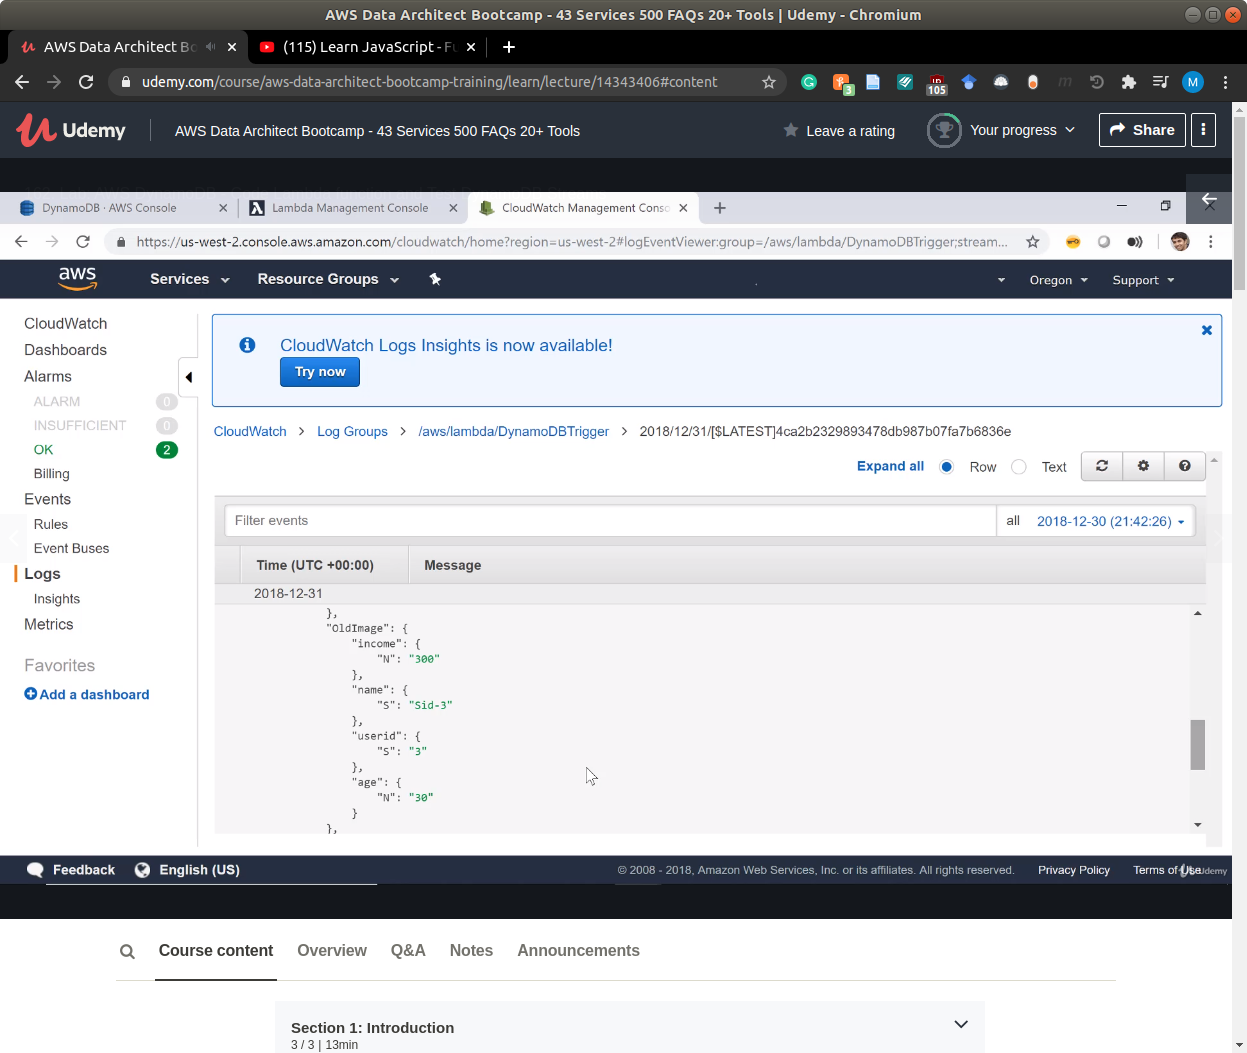 AWS Data Architect Bootcamp - 43 Services 500 FAQs 20+ Tools | Udemy - Chromium
AWS Data Architect Bo
(115) Learn JavaScript - Fu
udemy.com/course/aws-data-architect-bootcamp-training/learn/lecture/14343406#content
3
105
M
Udemy
AWS Data Architect Bootcamp - 43 Services 500 FAQs 20+ Tools
Leave a rating
Your progress
Share
DynamoDB · AWS Console
Lambda Management Console
CloudWatch Management Conso
https://us-west-2.console.aws.amazon.com/cloudwatch/home?region=us-west-2#logEventViewer:group=/aws/lambda/DynamoDBTrigger;stream...
aws
Services
Resource Groups
Oregon
Support
CloudWatch
Dashboards
Alarms
ALARM 0
INSUFFICIENT 0
OK 2
Billing
Events
Rules
Event Buses
Logs
Insights
Metrics
Favorites
Add a dashboard
CloudWatch Logs Insights is now available!
Try now
CloudWatch > Log Groups > /aws/lambda/DynamoDBTrigger > 2018/12/31/[$LATEST]4ca2b2329893478db987b07fa7b6836e
Expand all Row Text
Filter events
all 2018-12-30 (21:42:26)
Time (UTC +00:00) Message
2018-12-31
},
"OldImage": {
"income": {
"N": "300"
},
"name": {
"S": "Sid-3"
},
"userid": {
"S": "3"
},
"age": {
"N": "30"
}
},
Feedback English (US)
© 2008 - 2018, Amazon Web Services, Inc. or its affiliates. All rights reserved. Privacy Policy Terms of Use
Udemy
Course content Overview Q&A Notes Announcements
Section 1: Introduction
3 / 3 | 13min